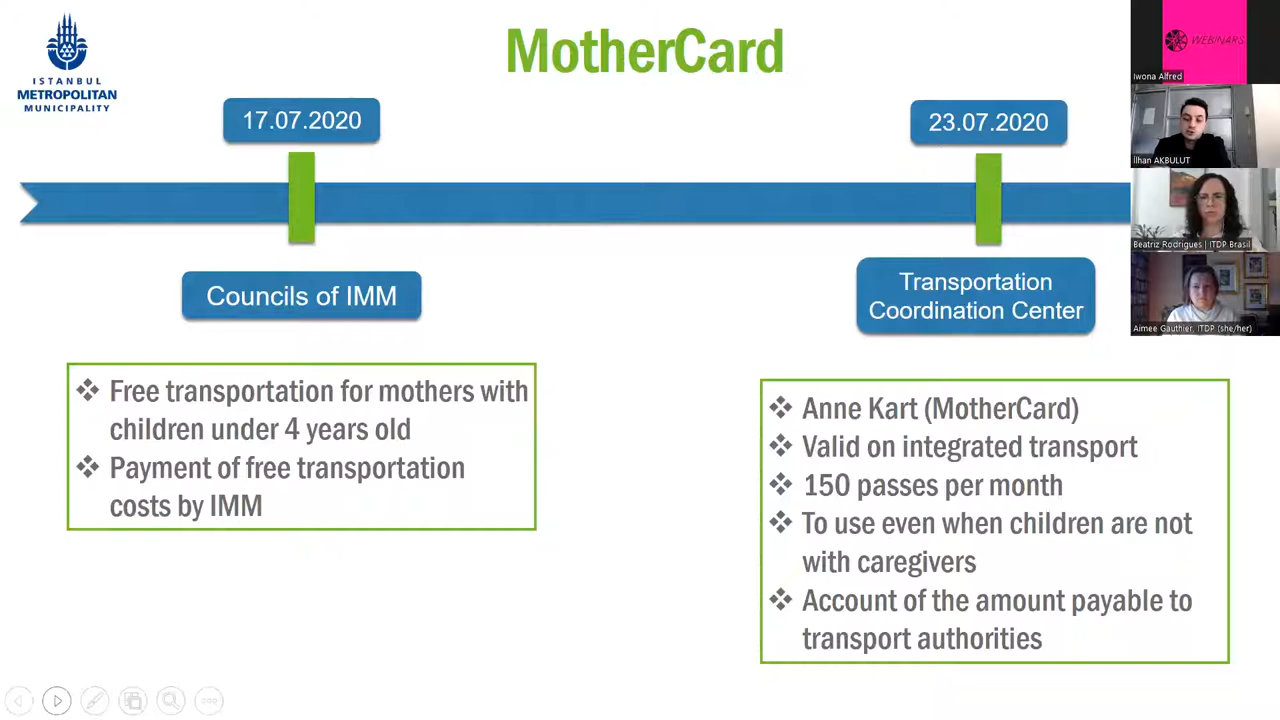 MotherCard
ISTANBUL
METROPOLITAN
MUNICIPALITY
17.07.2020
23.07.2020
Councils of IMM
Transportation
Coordination Center
❖ Free transportation for mothers with
children under 4 years old
❖ Payment of free transportation
costs by IMM
❖ Anne Kart (MotherCard)
❖ Valid on integrated transport
❖ 150 passes per month
❖ To use even when children are not
with caregivers
❖ Account of the amount payable to
transport authorities
WEBINARS
Iwona Alfred
İlhan AKBULUT
Beatriz Rodrigues | ITDP Brasil
Aimee Gauthier, ITDP (she/her)